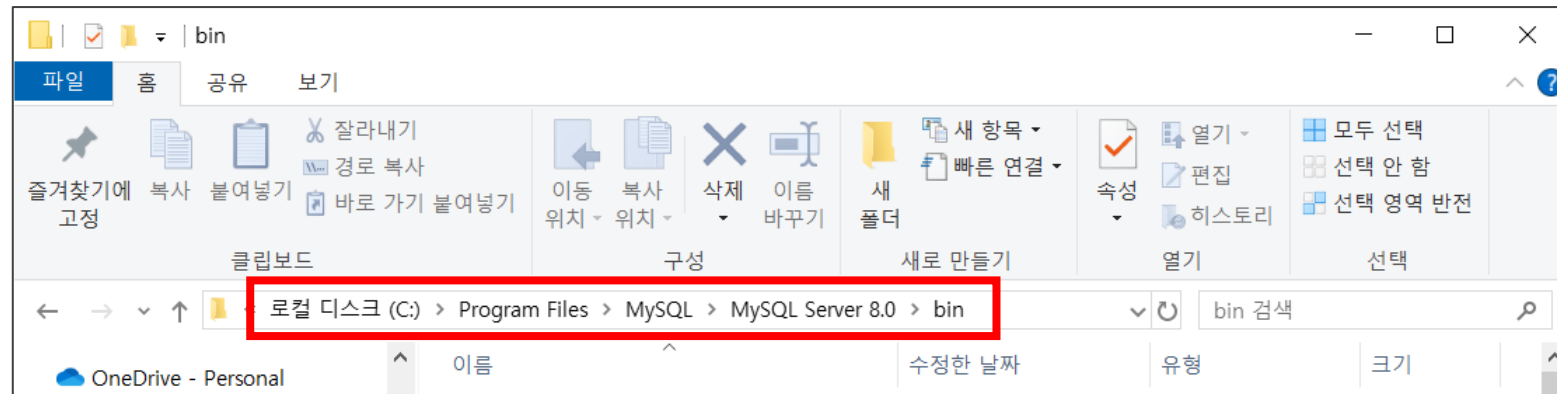 bin
파일 홈 공유 보기
즐겨찾기에 고정
복사
붙여넣기
잘라내기
경로 복사
바로 가기 붙여넣기
이동 위치
복사 위치
삭제
이름 바꾸기
새 폴더
새 항목
빠른 연결
속성
열기
편집
히스토리
모두 선택
선택 안 함
선택 영역 반전
클립보드 구성 새로 만들기 열기 선택
로컬 디스크 (C:) > Program Files > MySQL > MySQL Server 8.0 > bin
bin 검색
OneDrive - Personal
이름 수정한 날짜 유형 크기